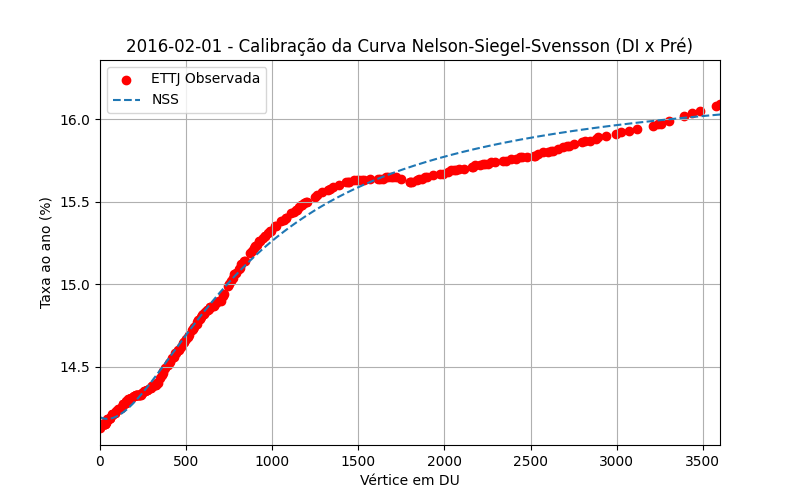 2016-02-01 - Calibração da Curva Nelson-Siegel-Svensson (DI x Pré)
ETTJ Observada
NSS
Taxa ao ano (%)
16.0
15.5
15.0
14.5
0 500 1000 1500 2000 2500 3000 3500
Vértice em DU